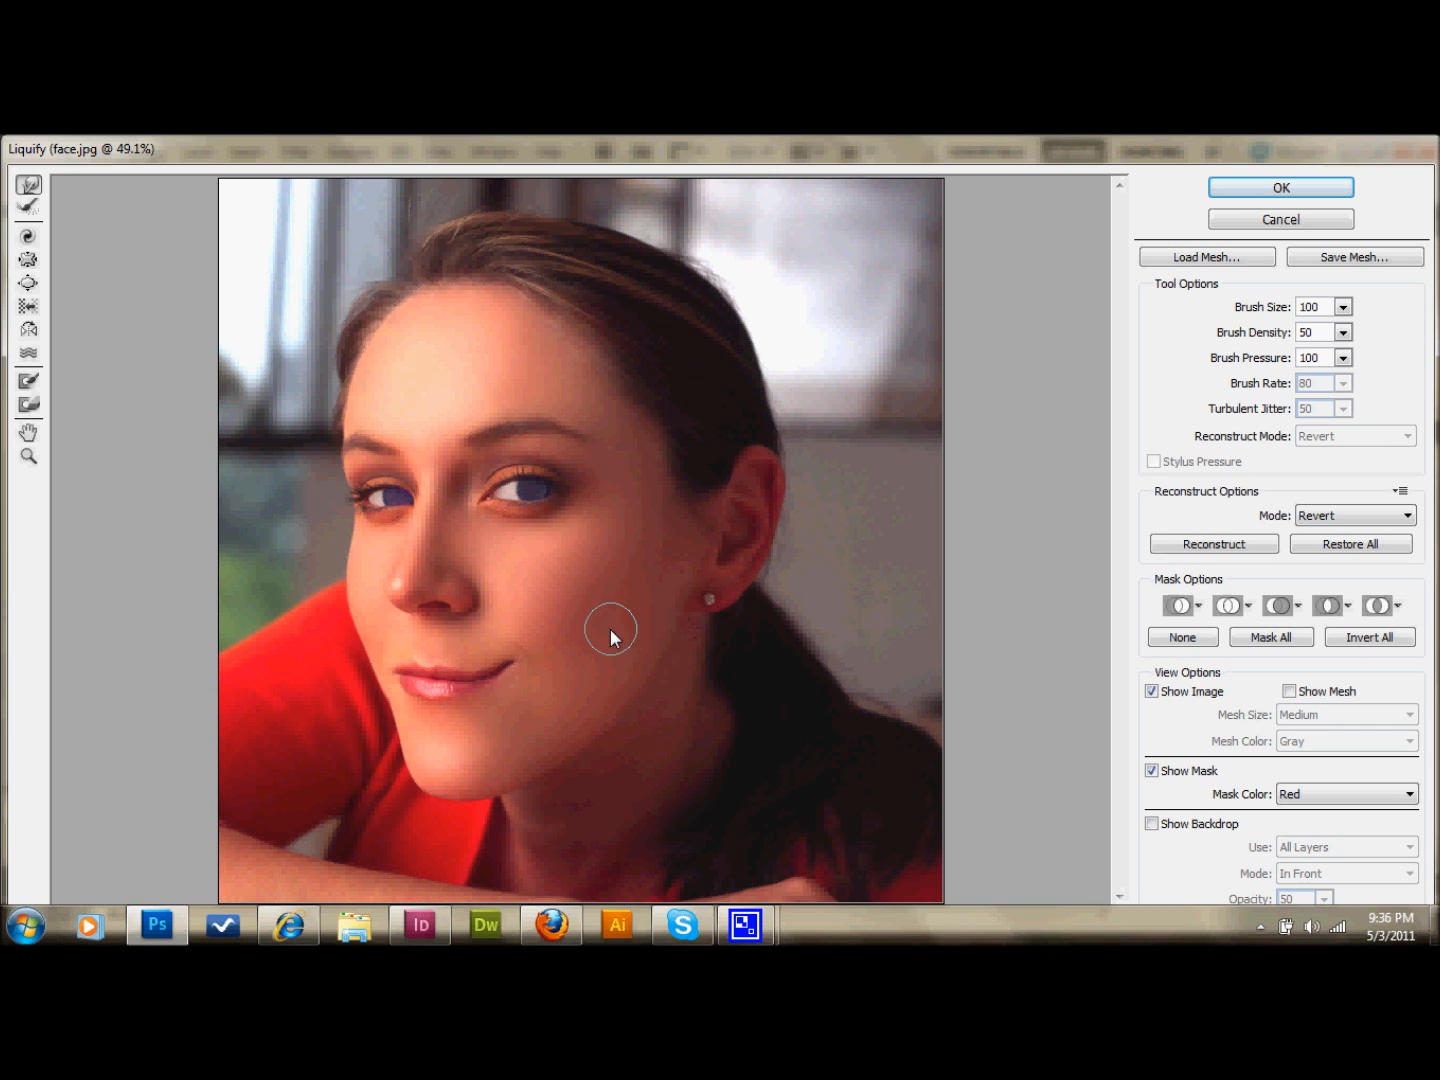 Liquify (face.jpg @ 49.1%)
OK
Cancel
Load Mesh...
Save Mesh...
Tool Options
Brush Size: 100
Brush Density: 50
Brush Pressure: 100
Brush Rate: 80
Turbulent Jitter: 50
Reconstruct Mode: Revert
Stylus Pressure
Reconstruct Options
Mode: Revert
Reconstruct
Restore All
Mask Options
None
Mask All
Invert All
View Options
Show Image
Show Mesh
Mesh Size: Medium
Mesh Color: Gray
Show Mask
Mask Color: Red
Show Backdrop
Use: All Layers
Mode: In Front
Opacity: 50
Ps
Id
Dw
Ai
S
9:36 PM
5/3/2011